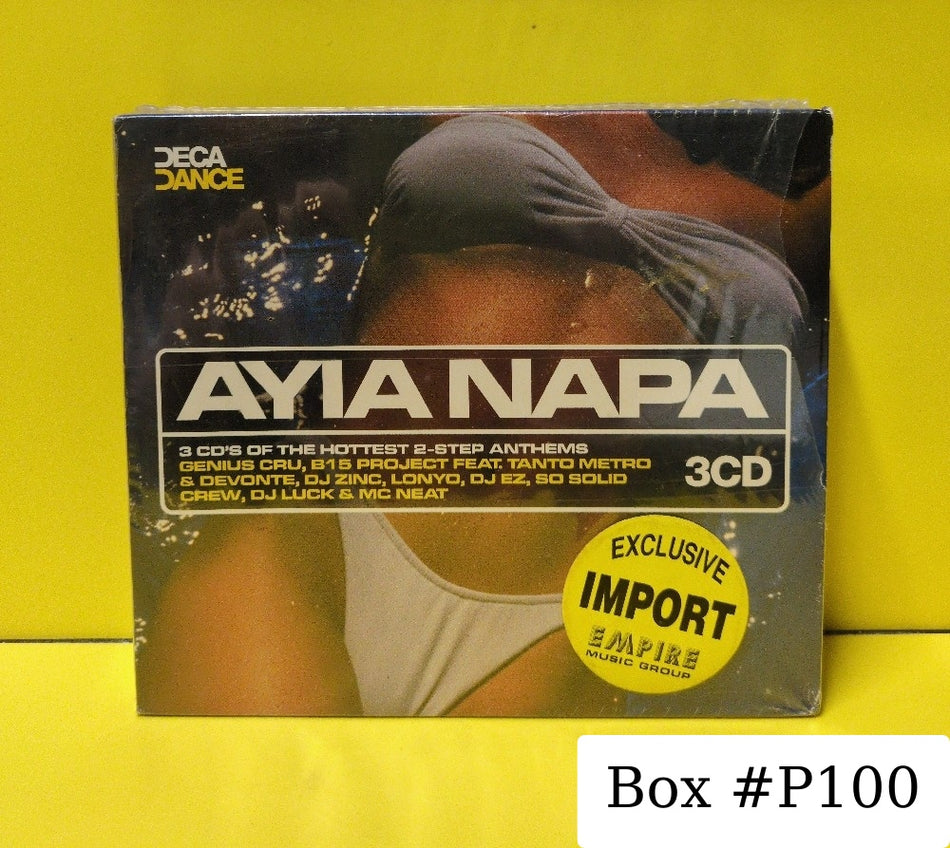 DECA
DANCE
AYIA NAPA
3 CD'S OF THE HOTTEST 2-STEP ANTHEMS
GENIUS CRU, B15 PROJECT FEAT. TANTO METRO
& DEVONTE, DJ ZINC, LONYO, DJ EZ, SO SOLID
CREW, DJ LUCK & MC NEAT
3CD
EXCLUSIVE
IMPORT
EMPIRE
MUSIC GROUP
Box #P100